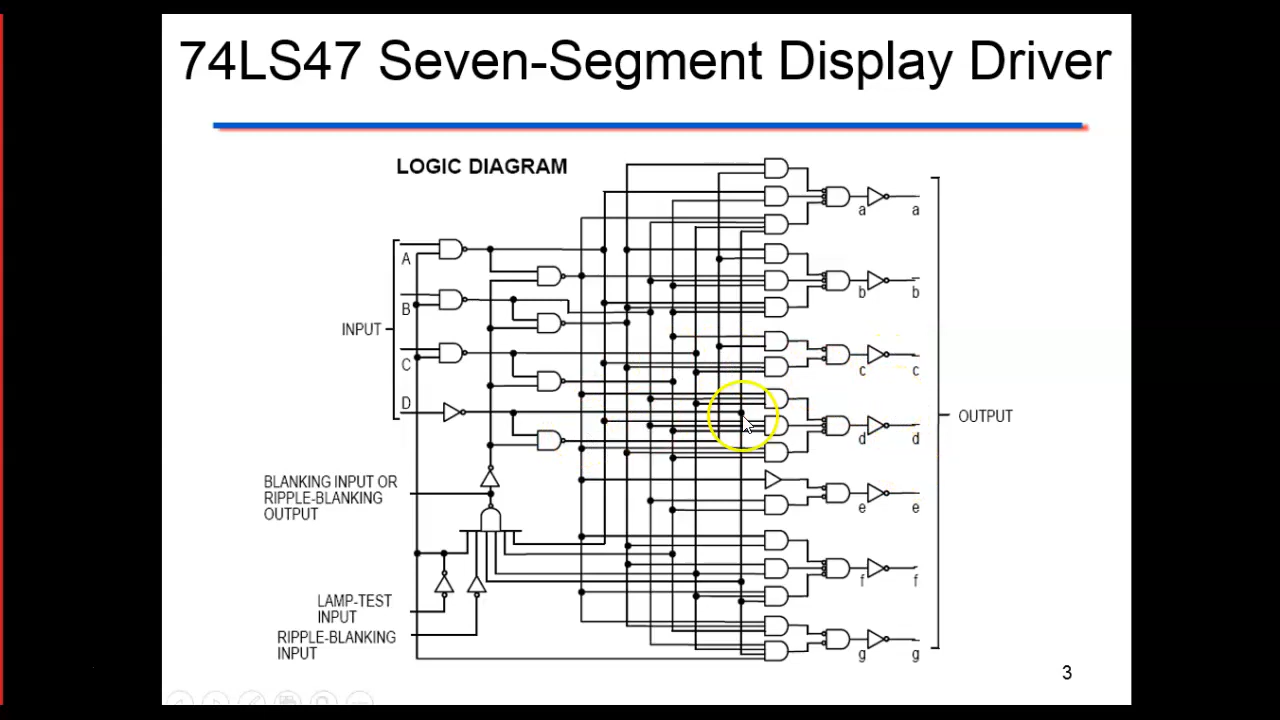 74LS47 Seven-Segment Display Driver
LOGIC DIAGRAM
a
a
A
b
b
B
INPUT
C
c
c
D
OUTPUT
d
d
BLANKING INPUT OR
RIPPLE-BLANKING
OUTPUT
e
e
f
f
LAMP-TEST
INPUT
RIPPLE-BLANKING
INPUT
g
g
3